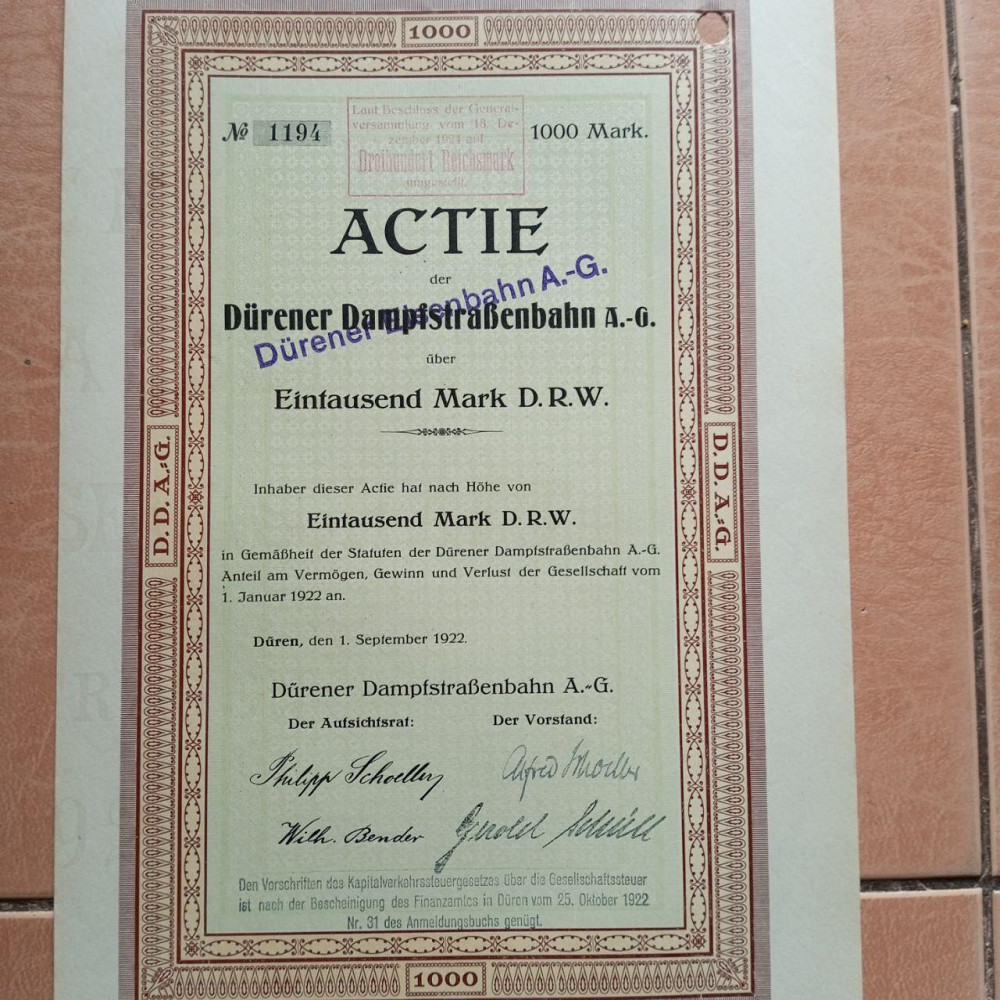 1000
№ 1194
Laut Beschluss der General-
versammlung vom 18. De-
zember 1924 auf
Dreihundert Reichsmark
umgestellt.
1000 Mark.
ACTIE
der
Dürener Dampfstraßenbahn A.-G.
Dürener Eisenbahn A.-G.
über
Eintausend Mark D.R.W.
D. D. A.-G.
D. D. A.-G.
Inhaber dieser Actie hat nach Höhe von
Eintausend Mark D.R.W.
in Gemäßheit der Statuten der Dürener Dampfstraßenbahn A.-G.
Anteil am Vermögen, Gewinn und Verlust der Gesellschaft vom
1. Januar 1922 an.
Düren, den 1. September 1922.
Dürener Dampfstraßenbahn A.-G.
Der Aufsichtsrat: Der Vorstand:
Philipp Schoeller Alfred Schoeller
Wilh. Bender Gerold Schüll
Den Vorschriften des Kapitalverkehrssteuergesetzes über die Gesellschaftssteuer
ist nach der Bescheinigung des Finanzamtes in Düren vom 25. Oktober 1922
Nr. 31 des Anmeldungsbuchs genügt.
1000